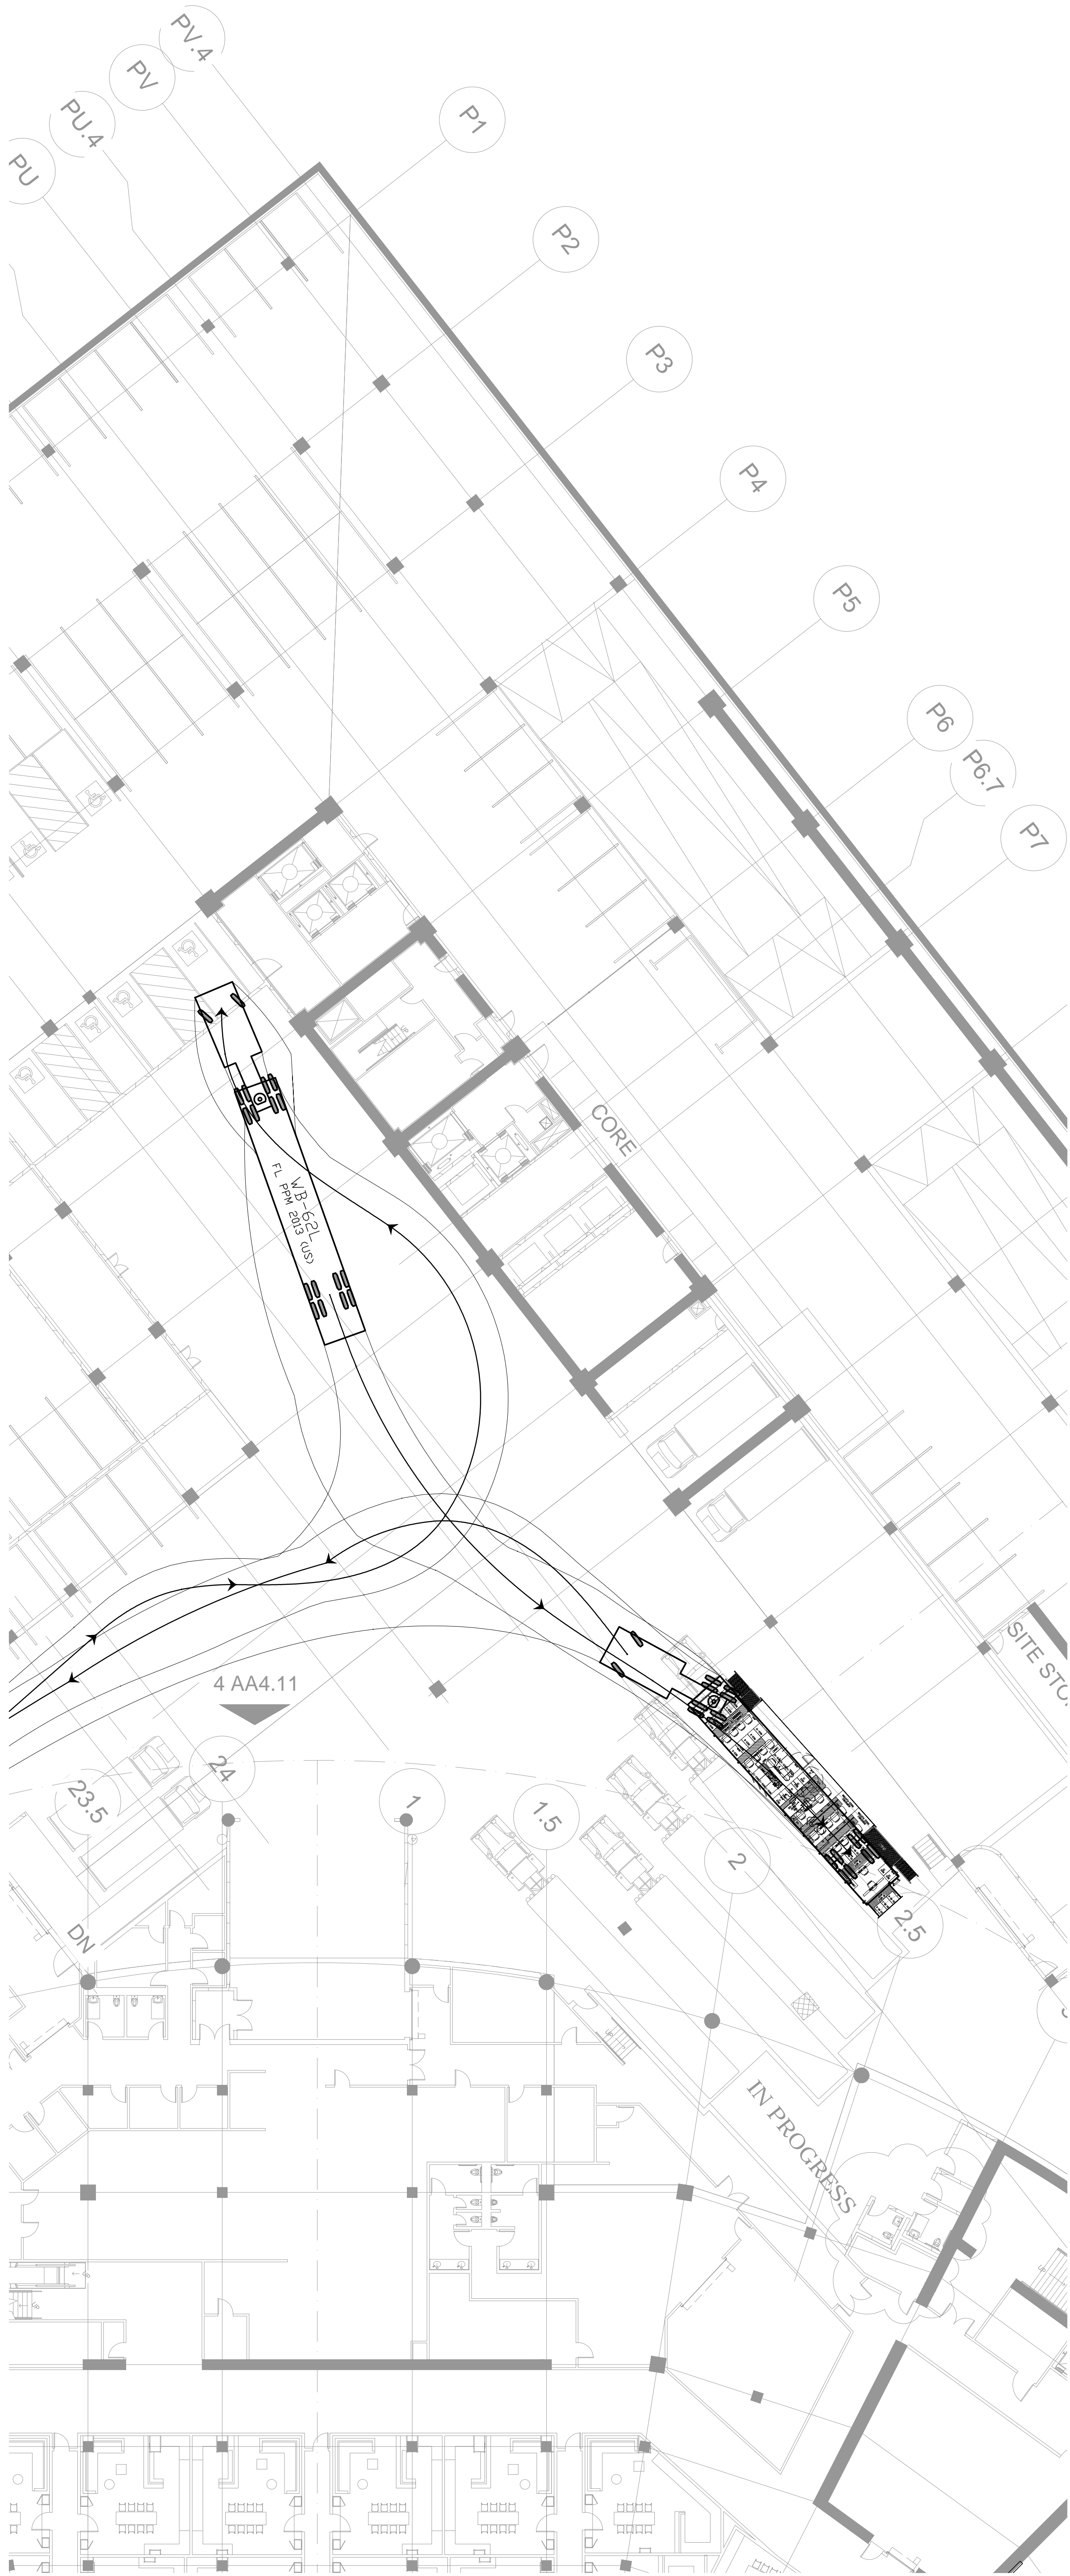 PV.4
PV
PU.4
PU
P1
P2
P3
P4
P5
P6
P6.7
P7
CORE
WB-62L
FL PPM 2013 (US)
SITE STO
4 AA4.11
23.5
24
1
1.5
2
2.5
DN
IN PROGRESS